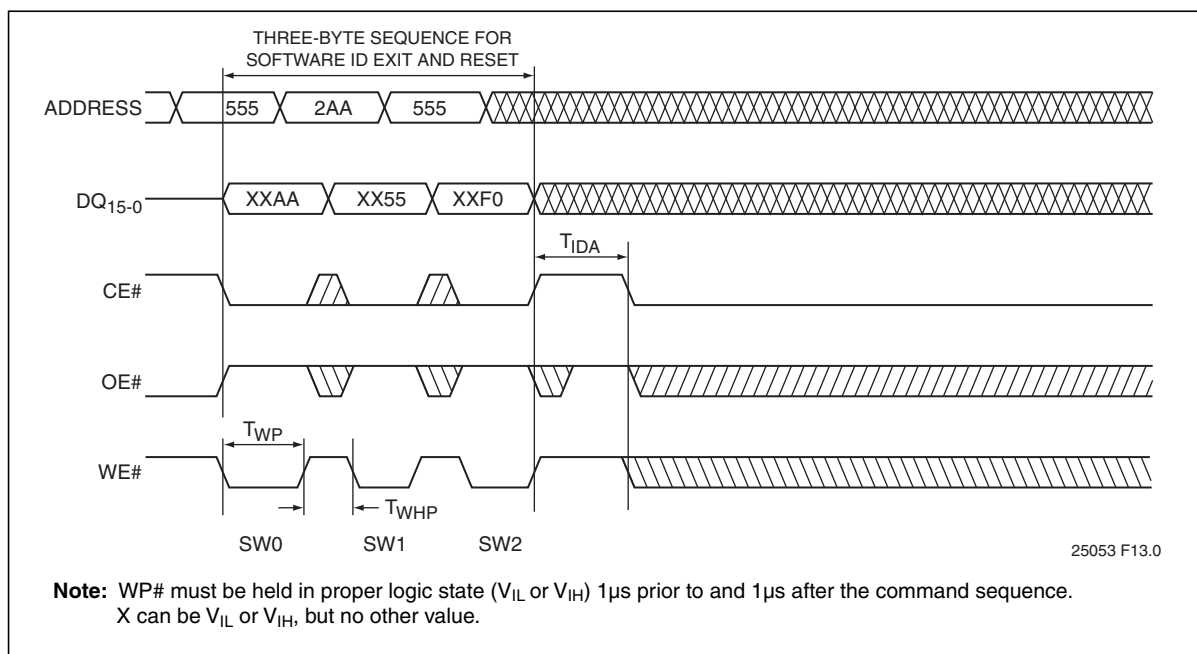 THREE-BYTE SEQUENCE FOR
SOFTWARE ID EXIT AND RESET
ADDRESS 555 2AA 555
DQ15-0 XXAA XX55 XXF0
TIDA
CE#
OE#
TWP
WE#
TWHP
SW0 SW1 SW2
25053 F13.0
Note: WP# must be held in proper logic state (VIL or VIH) 1µs prior to and 1µs after the command sequence.
X can be VIL or VIH, but no other value.